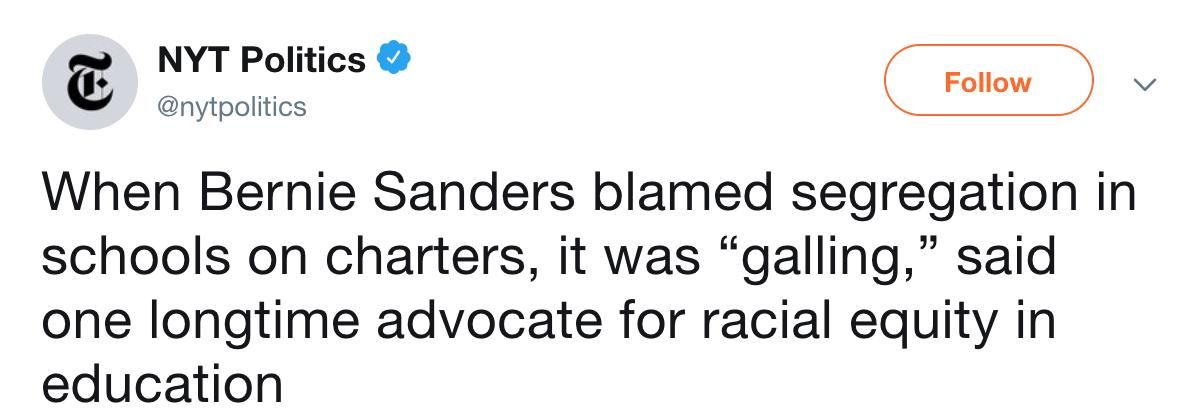 NYT Politics
@nytpolitics
Follow
When Bernie Sanders blamed segregation in
schools on charters, it was “galling,” said
one longtime advocate for racial equity in
education